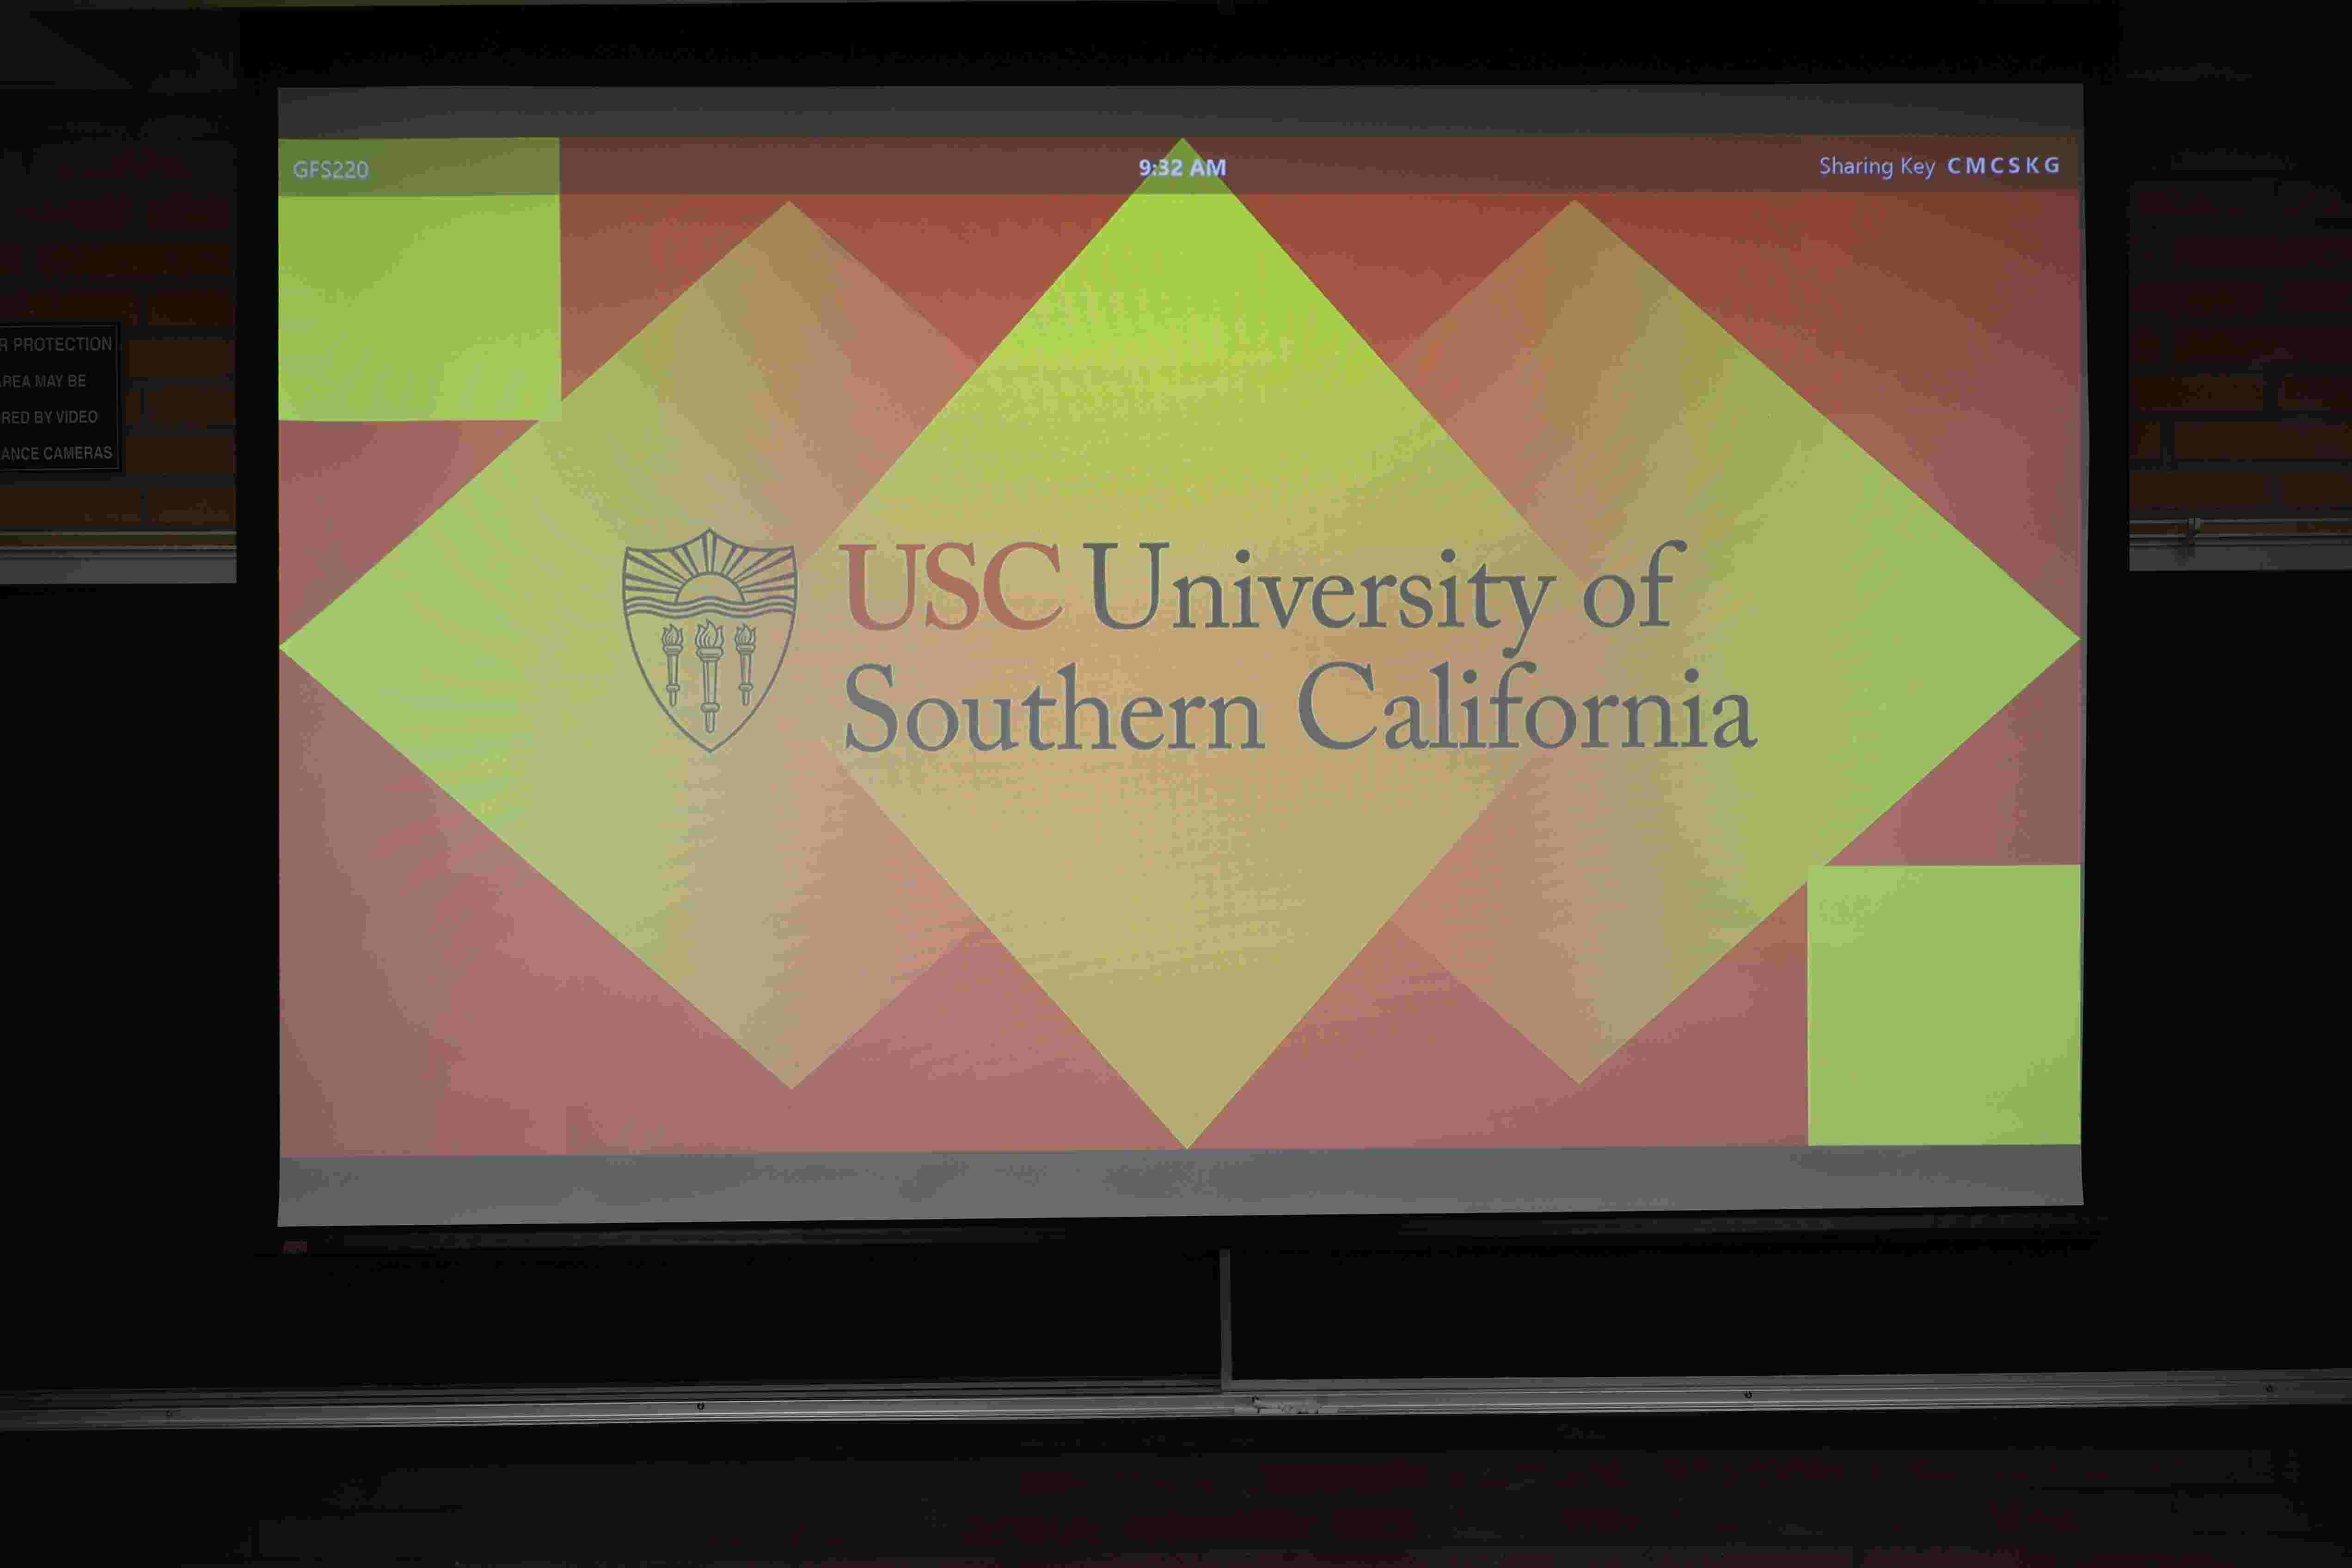 GFS220
9:32 AM
Sharing Key CMCSKG
R PROTECTION
AREA MAY BE
RED BY VIDEO
ANCE CAMERAS
USC University of
Southern California